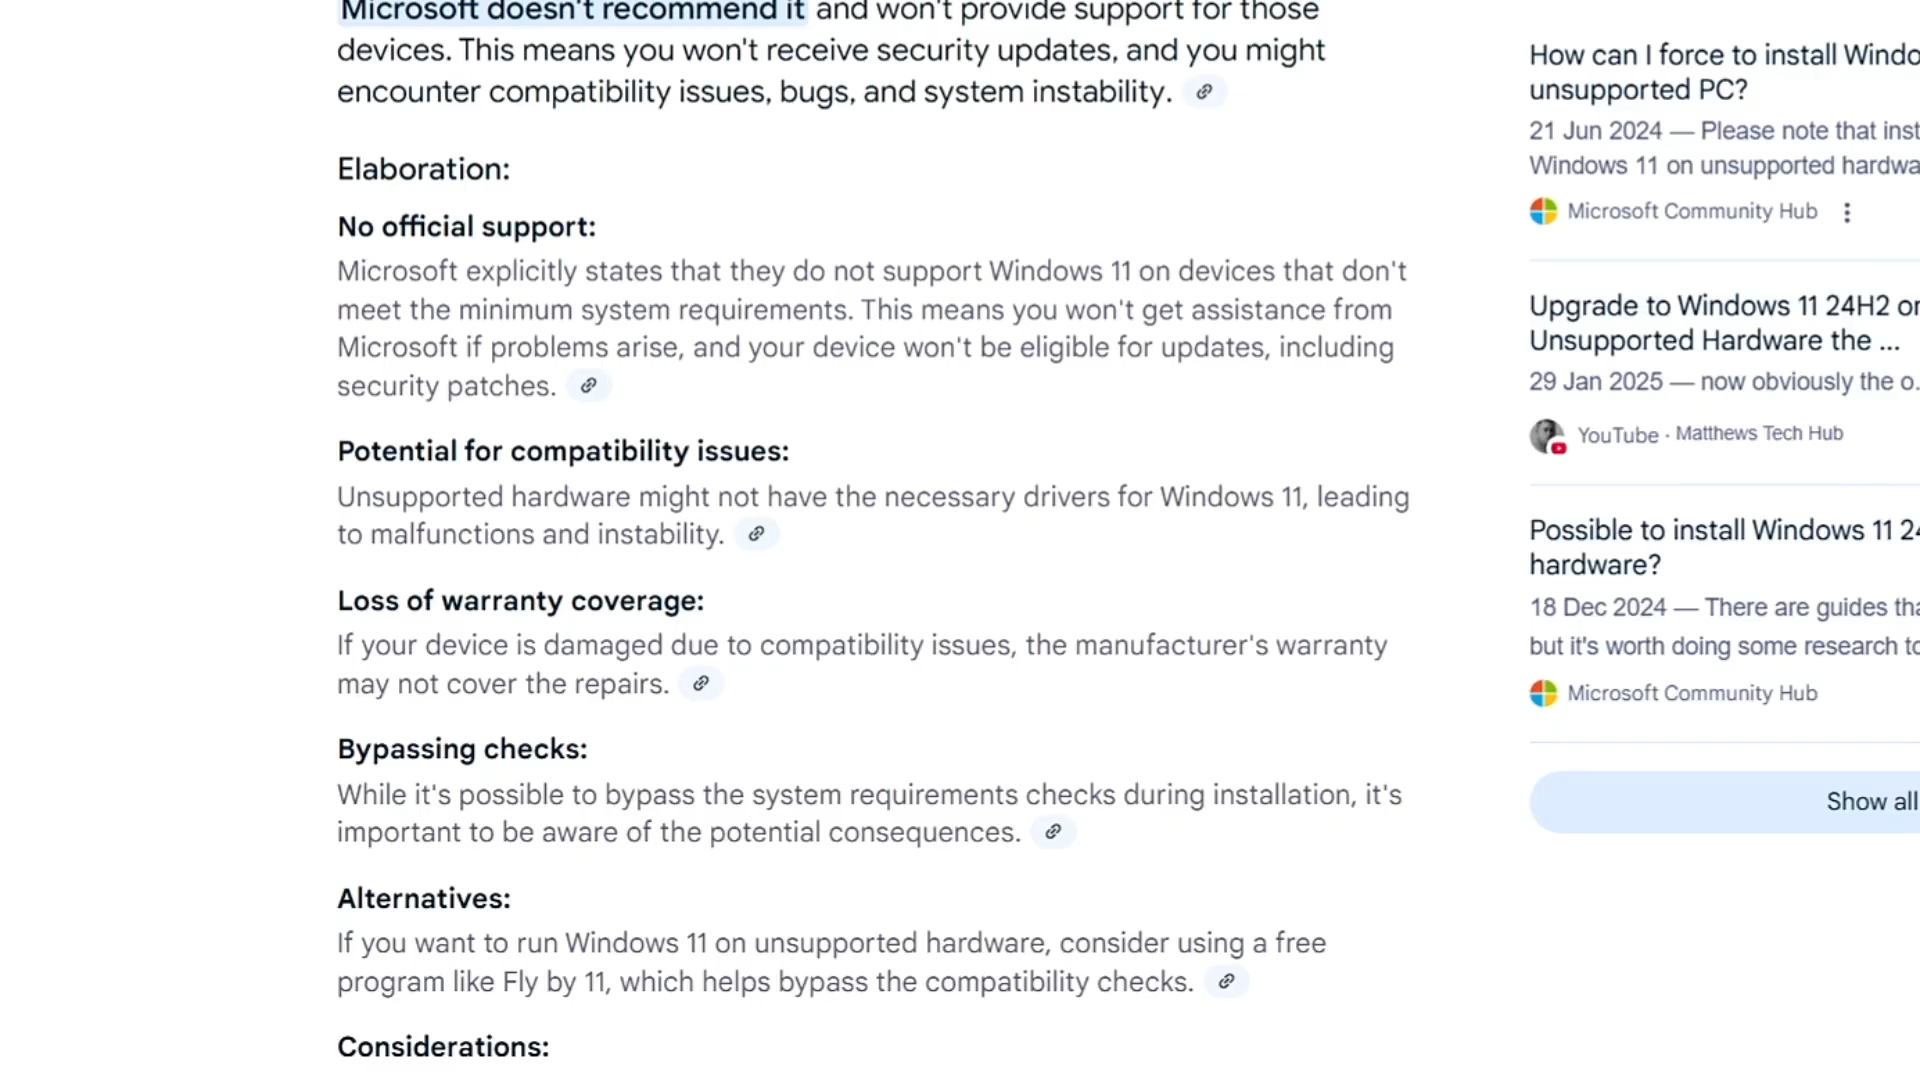 Microsoft doesn't recommend it and won't provide support for those
devices. This means you won't receive security updates, and you might
encounter compatibility issues, bugs, and system instability.
Elaboration:
No official support:
Microsoft explicitly states that they do not support Windows 11 on devices that don't
meet the minimum system requirements. This means you won't get assistance from
Microsoft if problems arise, and your device won't be eligible for updates, including
security patches.
Potential for compatibility issues:
Unsupported hardware might not have the necessary drivers for Windows 11, leading
to malfunctions and instability.
Loss of warranty coverage:
If your device is damaged due to compatibility issues, the manufacturer's warranty
may not cover the repairs.
Bypassing checks:
While it's possible to bypass the system requirements checks during installation, it's
important to be aware of the potential consequences.
Alternatives:
If you want to run Windows 11 on unsupported hardware, consider using a free
program like Fly by 11, which helps bypass the compatibility checks.
Considerations:
How can I force to install Windo
unsupported PC?
21 Jun 2024 — Please note that inst
Windows 11 on unsupported hardwa
Microsoft Community Hub
Upgrade to Windows 11 24H2 or
Unsupported Hardware the ...
29 Jan 2025 — now obviously the o.
YouTube · Matthews Tech Hub
Possible to install Windows 11 24
hardware?
18 Dec 2024 — There are guides tha
but it's worth doing some research to
Microsoft Community Hub
Show all